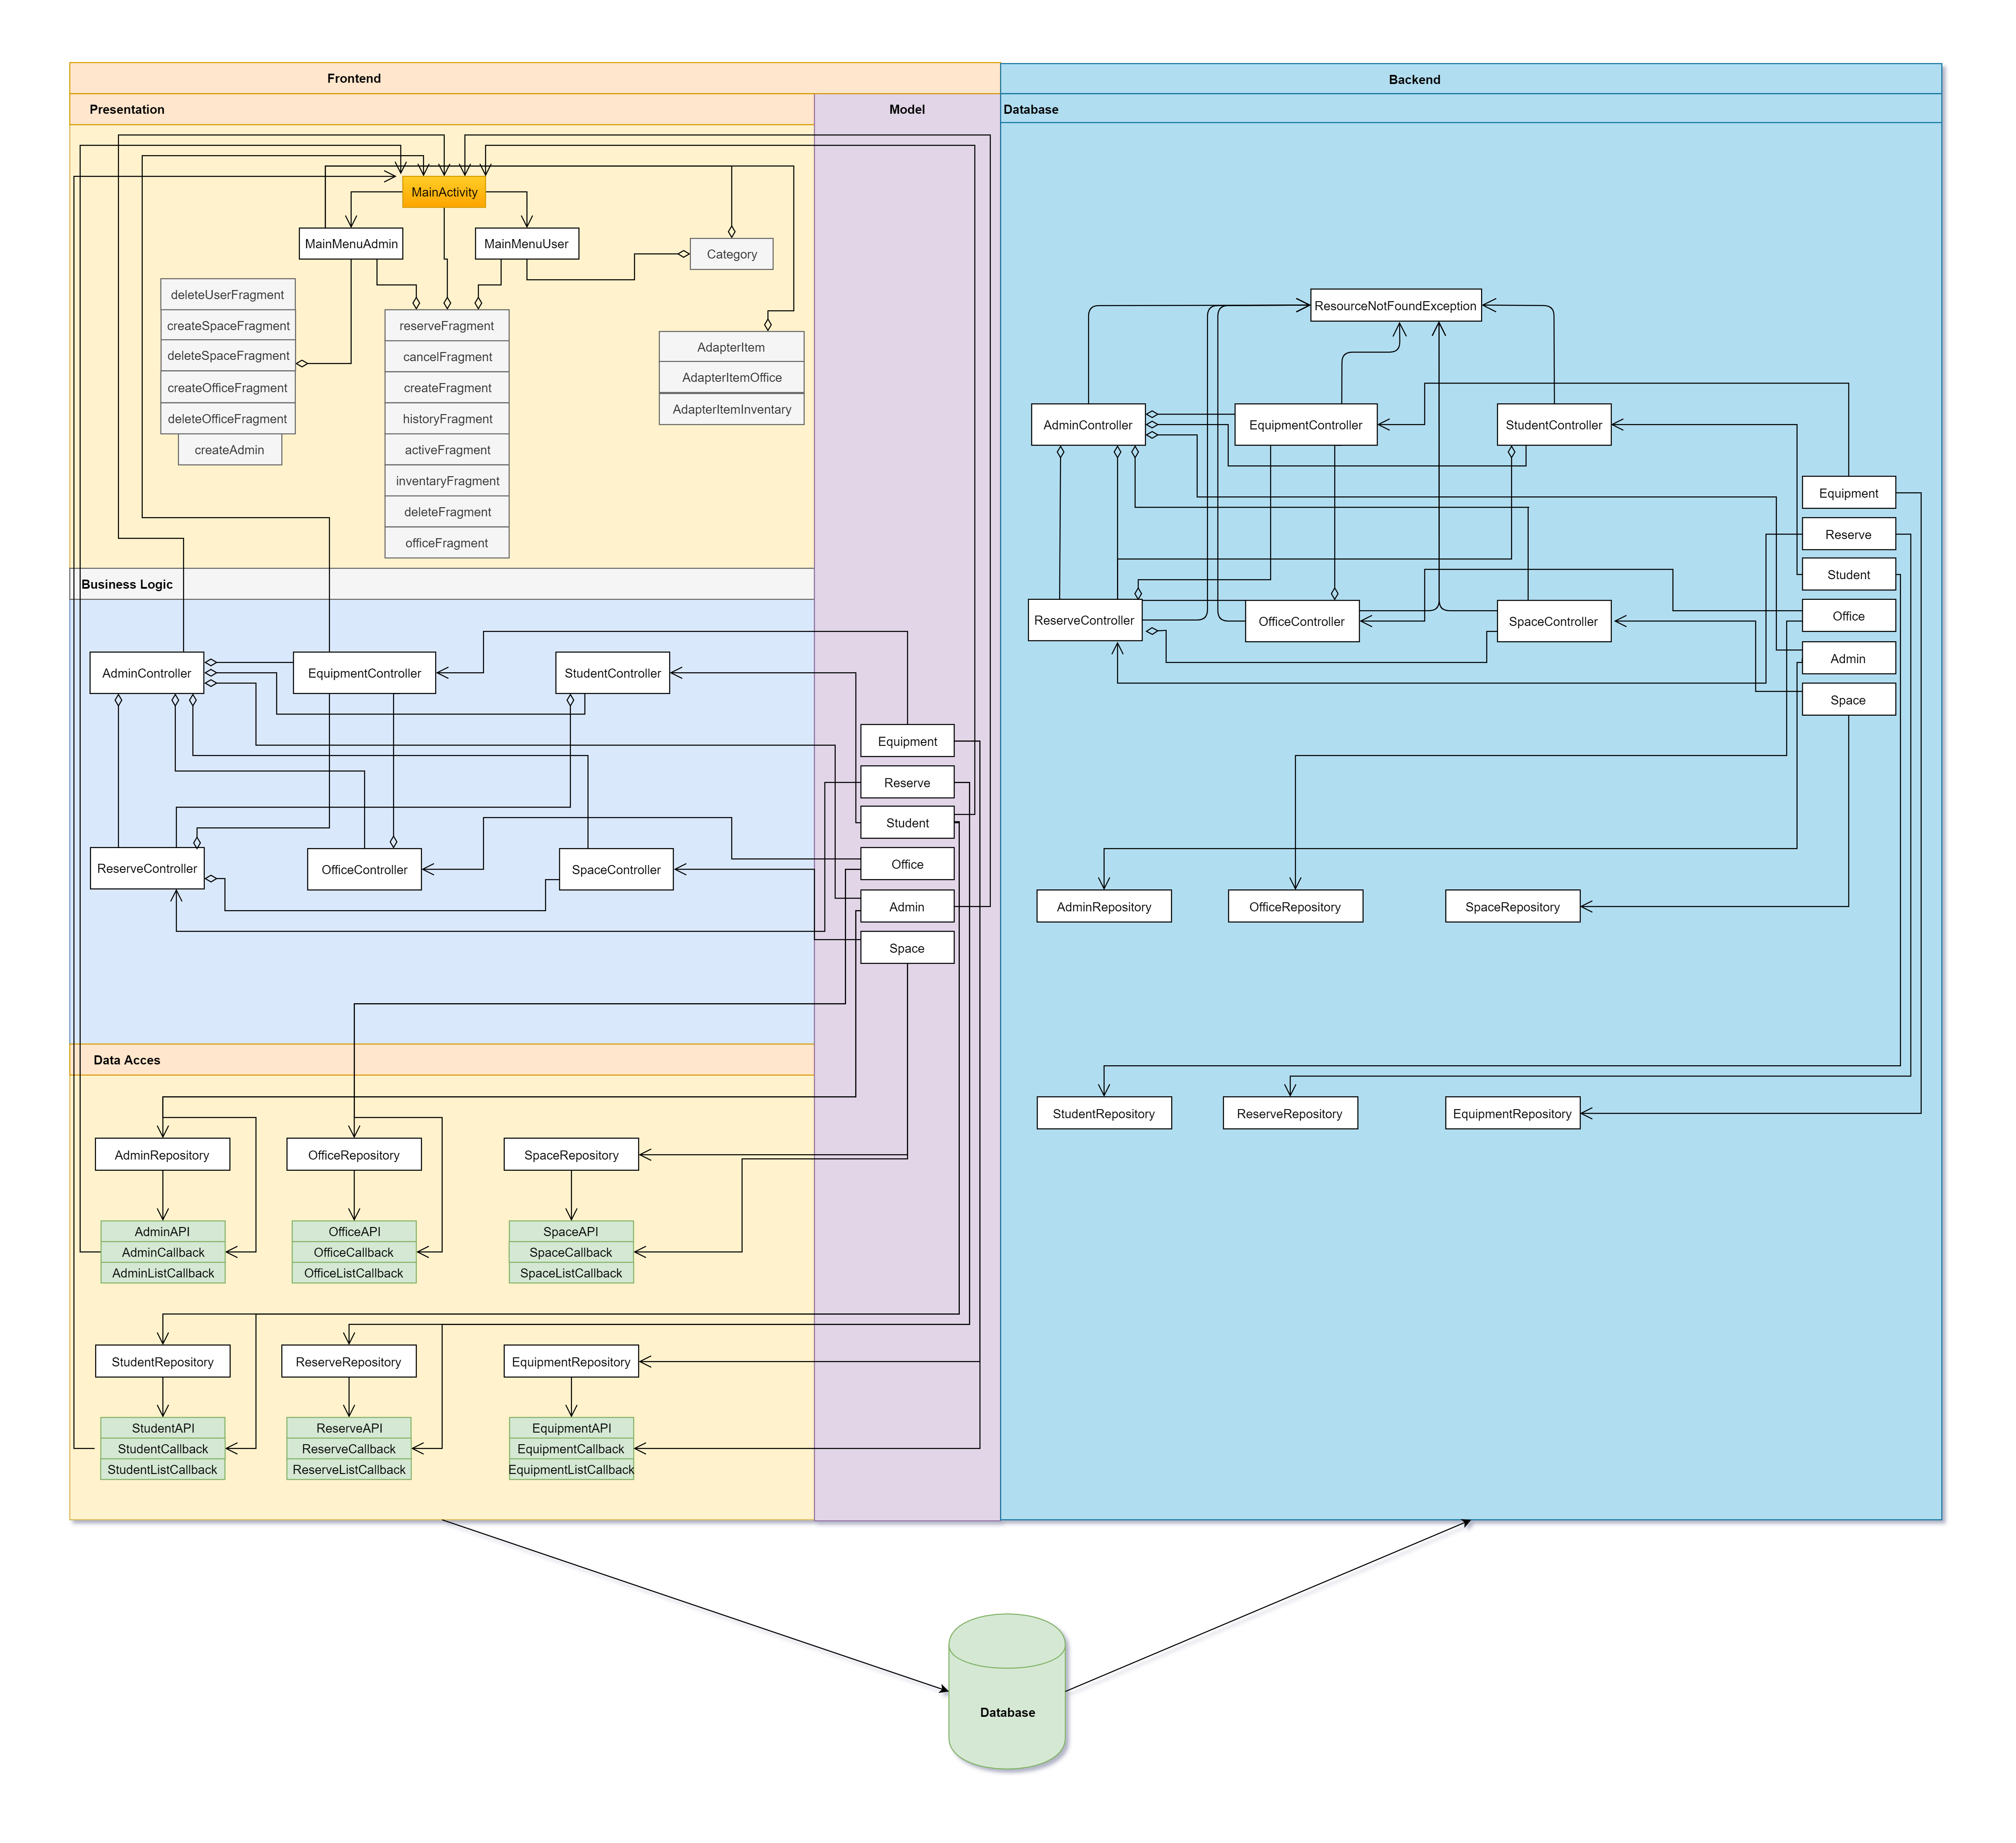 Frontend
Backend
Presentation
Model
Database
MainActivity
MainMenuAdmin
MainMenuUser
Category
deleteUserFragment
createSpaceFragment
deleteSpaceFragment
createOfficeFragment
deleteOfficeFragment
createAdmin
reserveFragment
cancelFragment
createFragment
historyFragment
activeFragment
inventaryFragment
deleteFragment
officeFragment
AdapterItem
AdapterItemOffice
AdapterItemInventary
Business Logic
AdminController
EquipmentController
StudentController
ReserveController
OfficeController
SpaceController
Equipment
Reserve
Student
Office
Admin
Space
Data Acces
AdminRepository
OfficeRepository
SpaceRepository
AdminAPI
AdminCallback
AdminListCallback
OfficeAPI
OfficeCallback
OfficeListCallback
SpaceAPI
SpaceCallback
SpaceListCallback
StudentRepository
ReserveRepository
EquipmentRepository
StudentAPI
StudentCallback
StudentListCallback
ReserveAPI
ReserveCallback
ReserveListCallback
EquipmentAPI
EquipmentCallback
EquipmentListCallback
ResourceNotFoundException
AdminController
EquipmentController
StudentController
ReserveController
OfficeController
SpaceController
Equipment
Reserve
Student
Office
Admin
Space
AdminRepository
OfficeRepository
SpaceRepository
StudentRepository
ReserveRepository
EquipmentRepository
Database